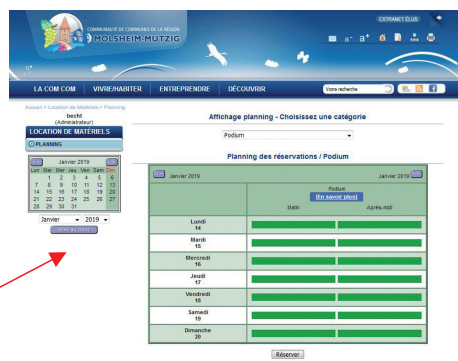 COMMUNAUTÉ DE COMMUNES DE LA RÉGION
MOLSHEIM-MUTZIG
EXTRANET ÉLUS
a- a+
LA COM COM VIVRE/HABITER ENTREPRENDRE DÉCOUVRIR
Votre recherche
Accueil > Location de Matériels > Planning
becht
(Administrateur)
LOCATION DE MATÉRIELS
PLANNING
Janvier 2019
Lun Mar Mer Jeu Ven Sam Dim
1 2 3 4 5 6
7 8 9 10 11 12 13
14 15 16 17 18 19 20
21 22 23 24 25 26 27
28 29 30 31
Janvier 2019
Affichage planning - Choisissez une catégorie
Podium
Planning des réservations / Podium
Janvier 2019 Janvier 2019
Podium
[En savoir plus]
Matin Après-midi
Lundi
14
Mardi
15
Mercredi
16
Jeudi
17
Vendredi
18
Samedi
19
Dimanche
20
Réserver